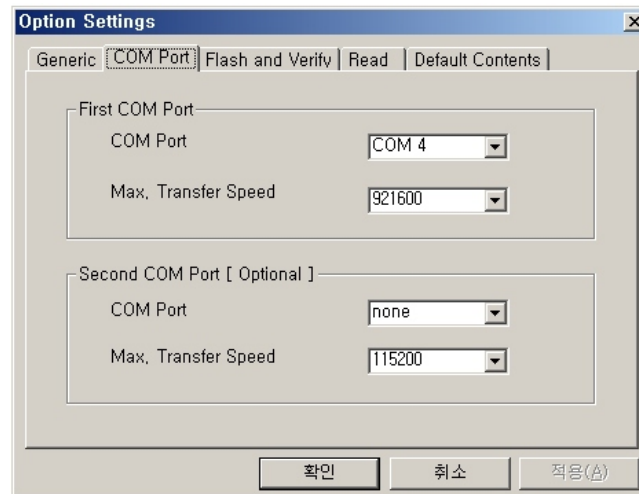 Option Settings
Generic COM Port Flash and Verify Read Default Contents
First COM Port
COM Port COM 4
Max, Transfer Speed 921600
Second COM Port [ Optional ]
COM Port none
Max, Transfer Speed 115200
확인 취소 적용(A)